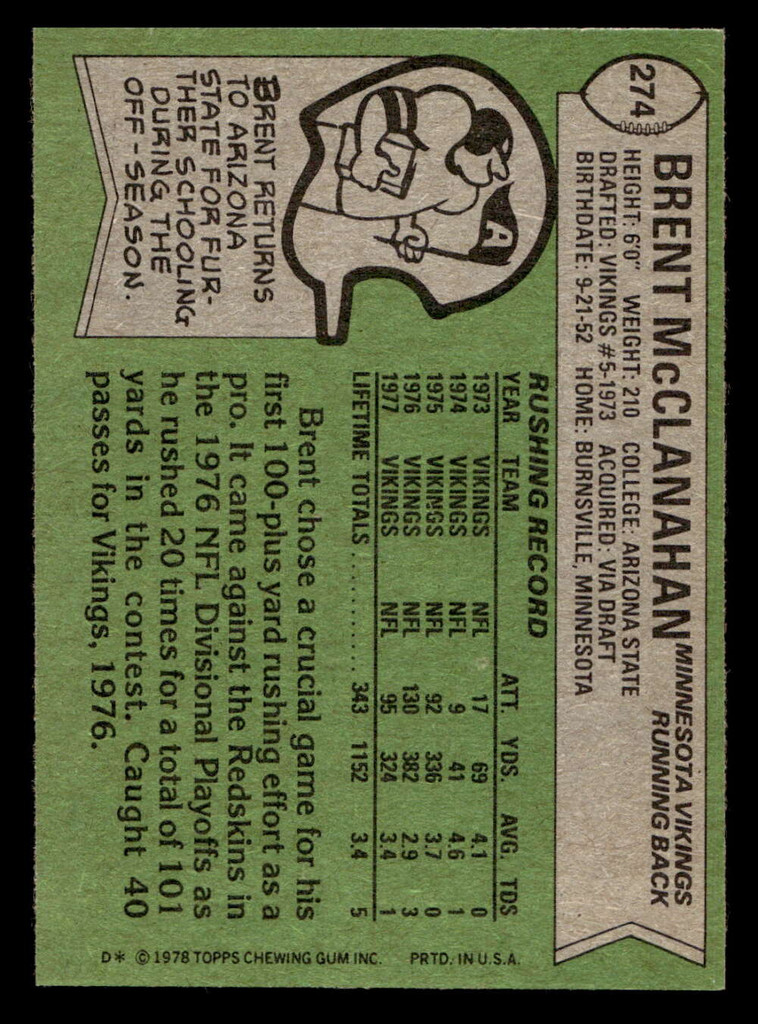 274
BRENT McCLANAHAN
MINNESOTA VIKINGS
RUNNING BACK
HEIGHT: 6'0" WEIGHT: 210 COLLEGE: ARIZONA STATE
DRAFTED: VIKINGS #5-1973 ACQUIRED: VIA DRAFT
BIRTHDATE: 9-21-52 HOME: BURNSVILLE, MINNESOTA
A
BRENT RETURNS
TO ARIZONA
STATE FOR FUR-
THER SCHOOLING
DURING THE
OFF-SEASON.
RUSHING RECORD
YEAR TEAM ATT. YDS. AVG. TDS
1973 VIKINGS NFL 17 69 4.1 0
1974 VIKINGS NFL 9 41 4.6 1
1975 VIKINGS NFL 92 336 3.7 0
1976 VIKINGS NFL 130 382 2.9 3
1977 VIKINGS NFL 95 324 3.4 1
LIFETIME TOTALS ........... 343 1152 3.4 5
Brent chose a crucial game for his
first 100-plus yard rushing effort as a
pro. It came against the Redskins in
the 1976 NFL Divisional Playoffs as
he rushed 20 times for a total of 101
yards in the contest. Caught 40
passes for Vikings, 1976.
D* © 1978 TOPPS CHEWING GUM INC. PRTD. IN U.S.A.